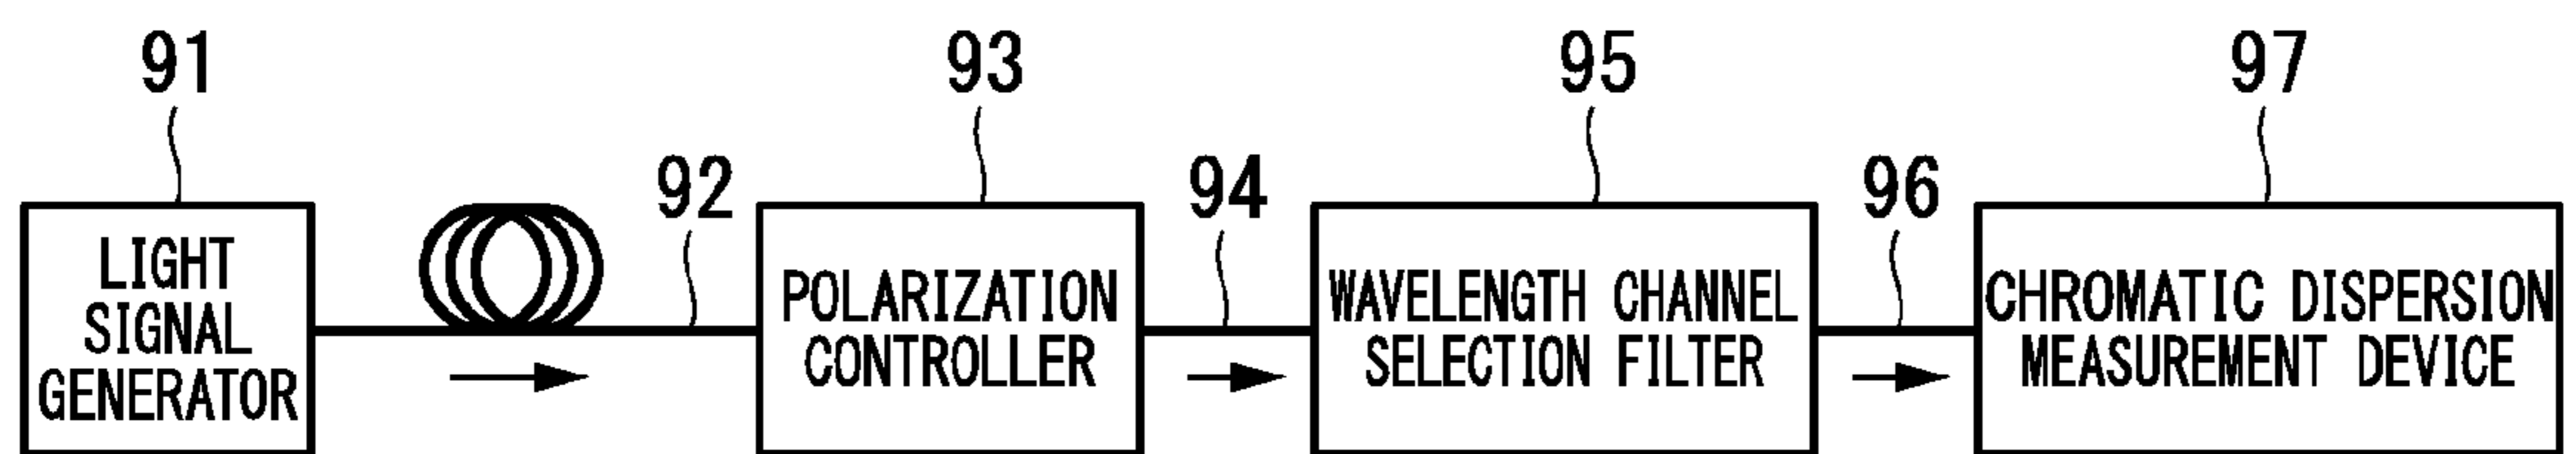 91
93
95
97
92
94
96
LIGHT
SIGNAL
GENERATOR
POLARIZATION
CONTROLLER
WAVELENGTH CHANNEL
SELECTION FILTER
CHROMATIC DISPERSION
MEASUREMENT DEVICE